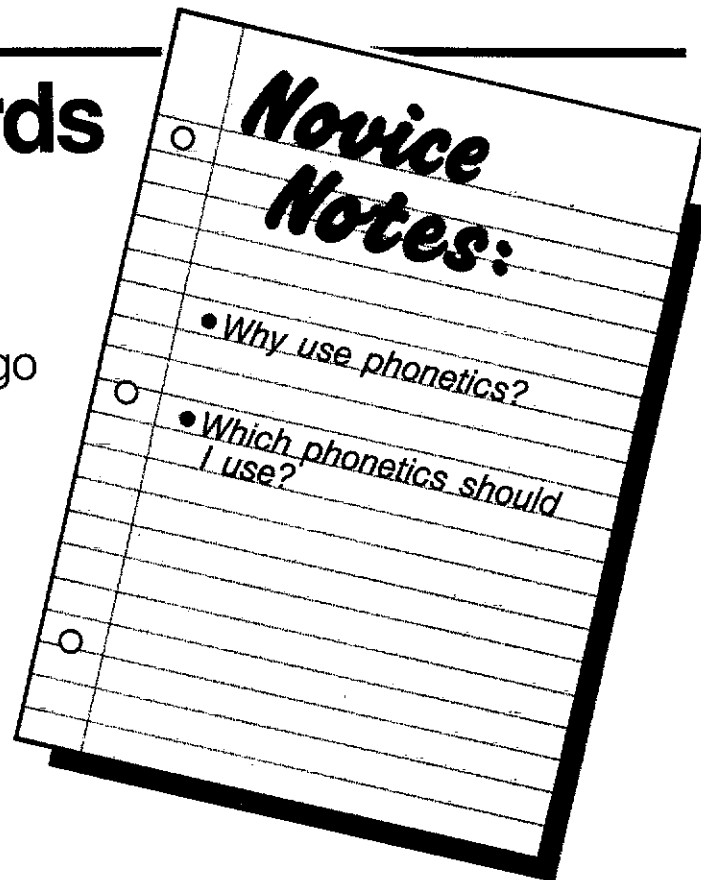 rds
go
Novice
Notes:
• Why use phonetics?
• Which phonetics should
I use?